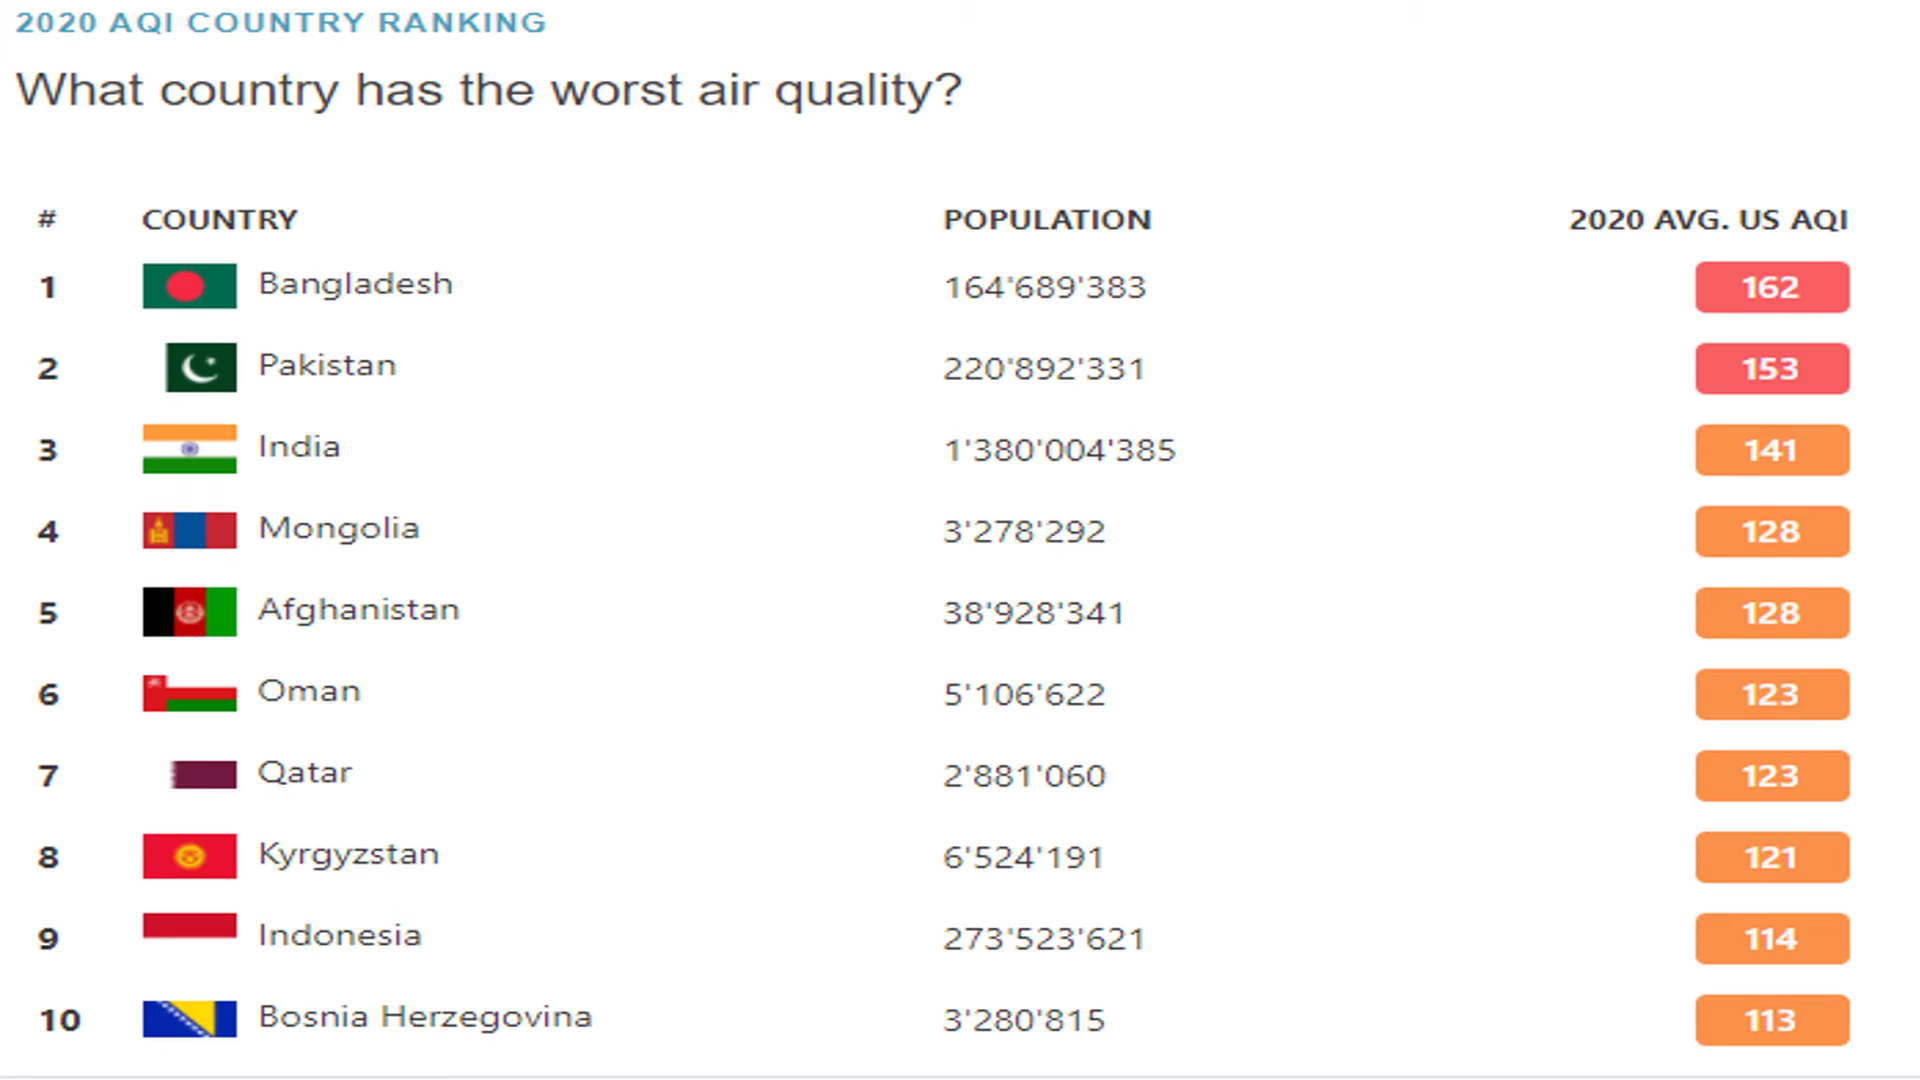 2020 AQI COUNTRY RANKING
What country has the worst air quality?
# COUNTRY POPULATION 2020 AVG. US AQI
1 Bangladesh 164'689'383 162
2 Pakistan 220'892'331 153
3 India 1'380'004'385 141
4 Mongolia 3'278'292 128
5 Afghanistan 38'928'341 128
6 Oman 5'106'622 123
7 Qatar 2'881'060 123
8 Kyrgyzstan 6'524'191 121
9 Indonesia 273'523'621 114
10 Bosnia Herzegovina 3'280'815 113